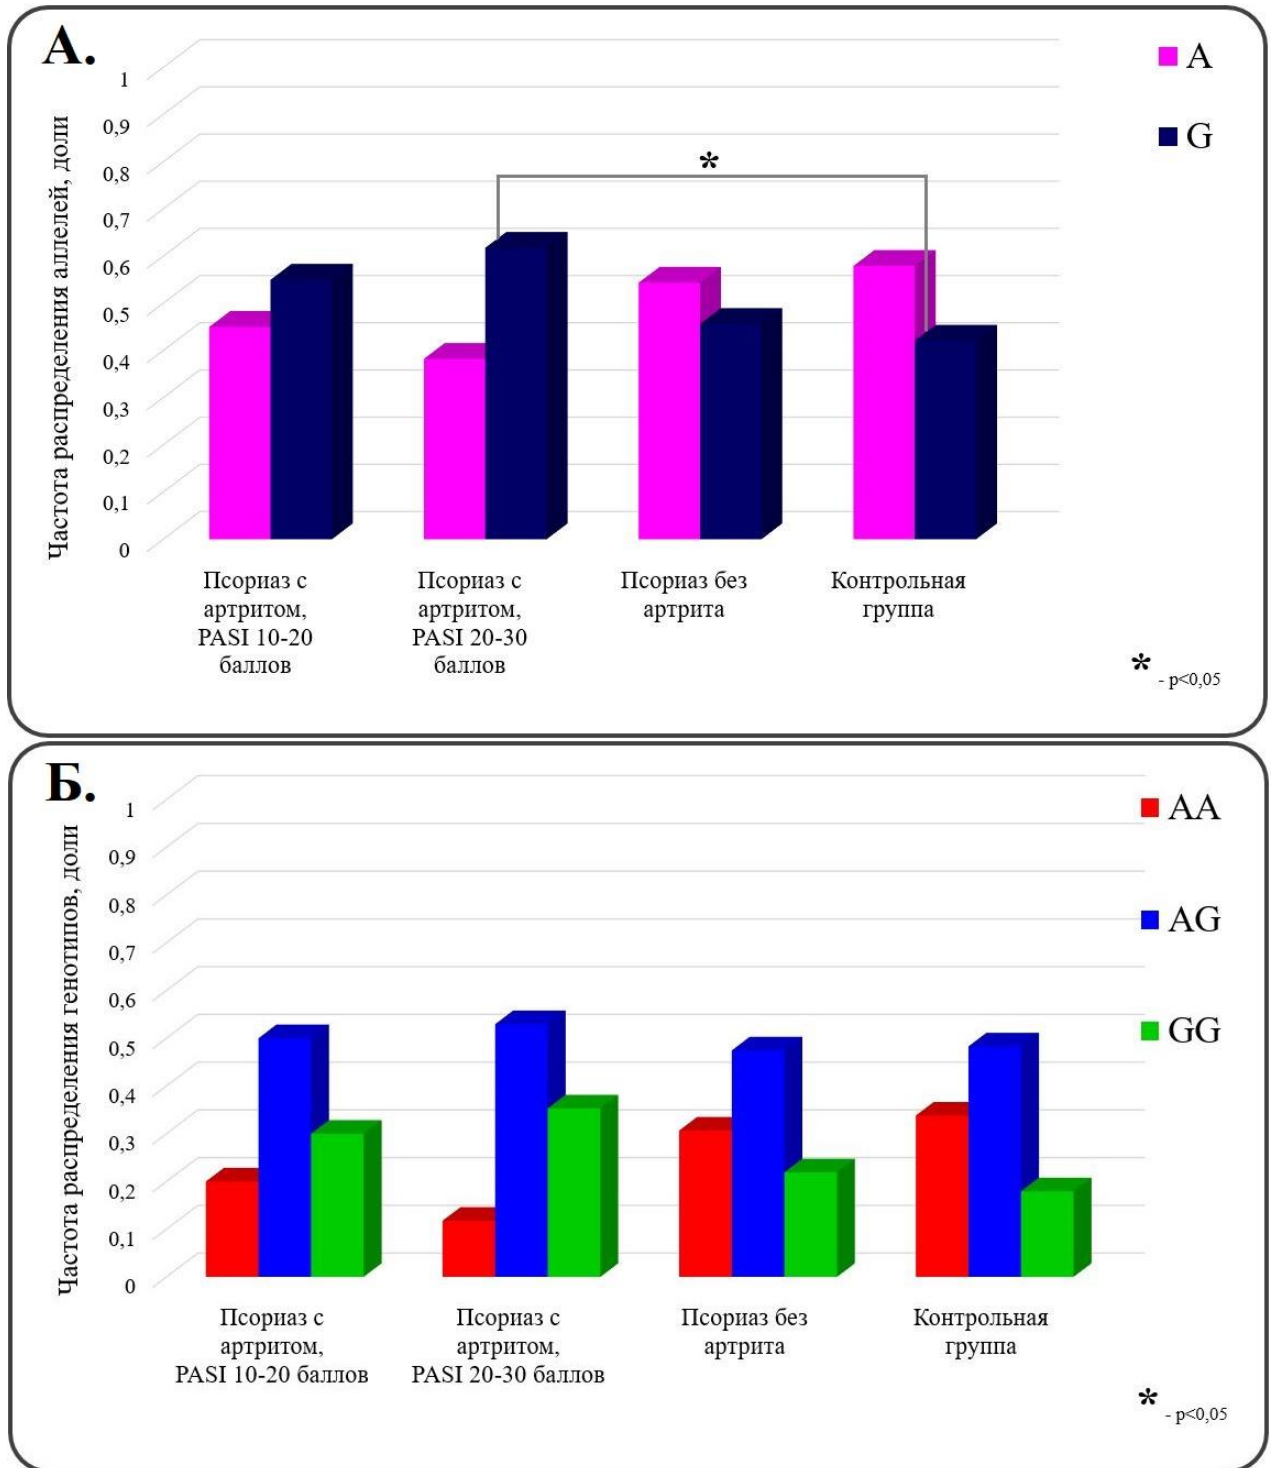 А.
Частота распределения аллелей, доли
1
0,9
0,8
0,7
0,6
0,5
0,4
0,3
0,2
0,1
0
*
A
G
Псориаз с
артритом,
PASI 10-20
баллов
Псориаз с
артритом,
PASI 20-30
баллов
Псориаз без
артрита
Контрольная
группа
* - p<0,05
Б.
Частота распределения генотипов, доли
1
0,9
0,8
0,7
0,6
0,5
0,4
0,3
0,2
0,1
0
AA
AG
GG
Псориаз с
артритом,
PASI 10-20 баллов
Псориаз с
артритом,
PASI 20-30 баллов
Псориаз без
артрита
Контрольная
группа
* - p<0,05